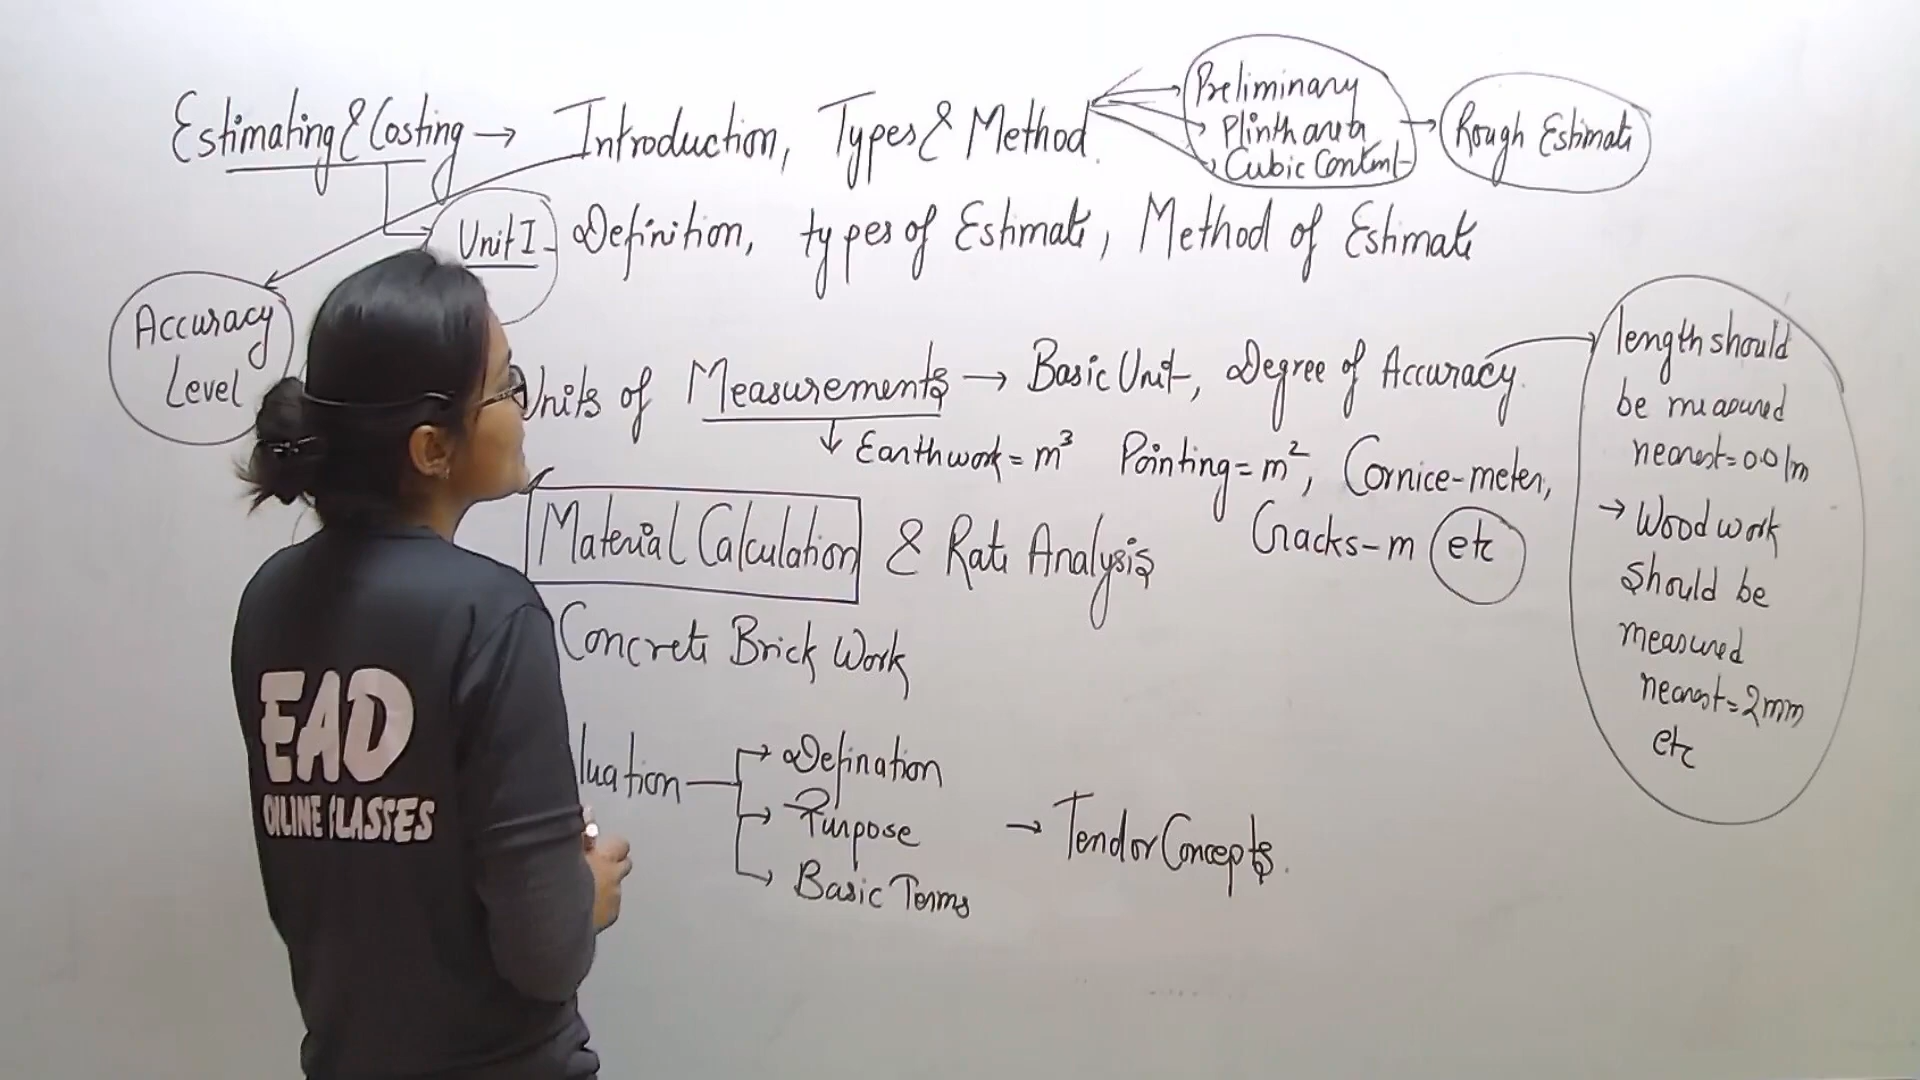 Estimating & Costing → Introduction, Types & Method.
Preliminary
Plinth area
Cubic Content
Rough Estimate
Unit I - Definition, types of Estimate, Method of Estimate
Accuracy
Level
Units of Measurements → Basic Unit, Degree of Accuracy.
Earthwork = m³ Pointing = m², Cornice-meter,
Cracks-m etc
length should
be measured
nearest = 0.01m
→ Wood work
Should be
measured
nearest = 2mm
etc
Material Calculation & Rate Analysis
Concrete Brick Work
luation
Defination
Purpose
Basic Terms
→ Tendor Concepts.
EAD
ONLINE CLASSES